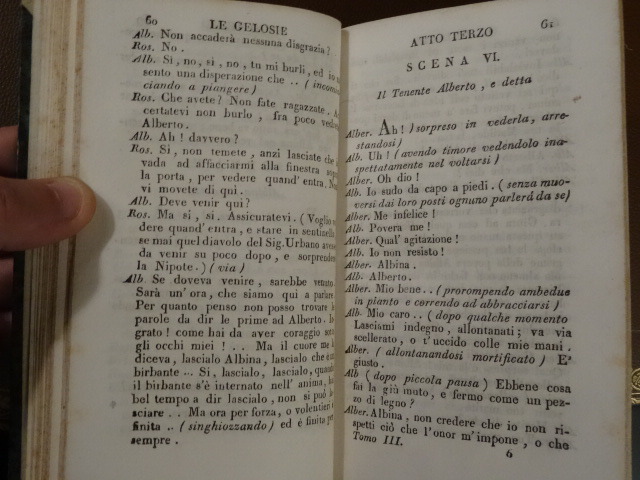 60 LE GELOSIE
Alb. Non accaderà nessuna disgrazia?
Ros. No.
Alb. Sì, no, sì, no, tu mi burli, ed io
sento una disperazione che .. (incomin
ciando a piangere)
Ros. Che avete? Non fate ragazzate.
certatevi non burlo, fra poco
Alberto.
Alb. Ah! davvero?
Ros. Sì, non temete, anzi lasciate che
vada ad affacciarmi alla finestra
la porta, per vedere quand' entra.
vi movete di qui.
Alb. Deve venir quì?
Ros. Ma sì, sì. Assicuratevi. (Voglio
dere quand' entra, e stare in sentinella
se mai quel diavolo del Sig. Urbano
da venir su poco dopo, e sorprender
la Nipote.) (via)
Alb. Se doveva venire, sarebbe venuto.
Sarà un' ora, che siamo qui a
Per quanto penso non posso trovare
parole da dir le prime ad Alberto.
grato! come hai da aver coraggio
gli occhi miei! .. Ma il cuore me
diceva, lascialo Albina, lascialo che è
birbante ... Sì, lascialo, lascialo, quando
il birbante s'è internato nell' anima,
bel tempo a dir lascialo, non si può
sciare .. Ma ora per forza, o volentieri è
finita .. (singhiozzando) ed è finita per
sempre.
ATTO TERZO 61
SCENA VI.
Il Tenente Alberto, e detta
Alber. Ah! (sorpreso in vederla, arre-
standosi)
Alb. Uh! (avendo timore vedendolo ina-
spettatamente nel voltarsi)
Alber. Oh dio!
Alb. Io sudo da capo a piedi. (senza muo-
versi dai loro posti ognuno parlerà da se)
Alber. Me infelice!
Alb. Povera me!
Alber. Qual' agitazione!
Alb. Io non resisto!
Alber. Albina.
Alb. Alberto.
Alber. Mio bene.. (prorompendo ambedue
in pianto e correndo ad abbracciarsi)
Alb. Mio caro .. (dopo qualche momento
Lasciami indegno, allontanati; va via
scellerato, o t'uccido colle mie mani.
Alber. (allontanandosi mortificato) E'
giusto.
Alb (dopo piccola pausa) Ebbene cosa
fai là giù muto, e fermo come un pez-
zo di legno?
Alber. Albina, non credere che io non ri-
spetti ciò che l'onor m'impone, o che
Tomo III. 6